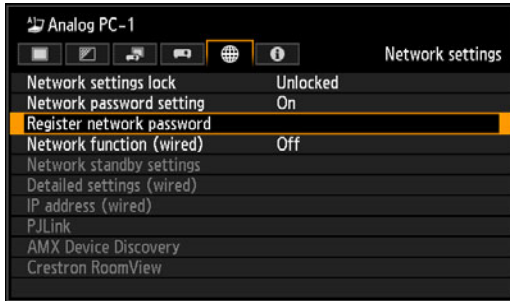 Analog PC-1
Network settings
Network settings lock Unlocked
Network password setting On
Register network password
Network function (wired) Off
Network standby settings
Detailed settings (wired)
IP address (wired)
PJLink
AMX Device Discovery
Crestron RoomView